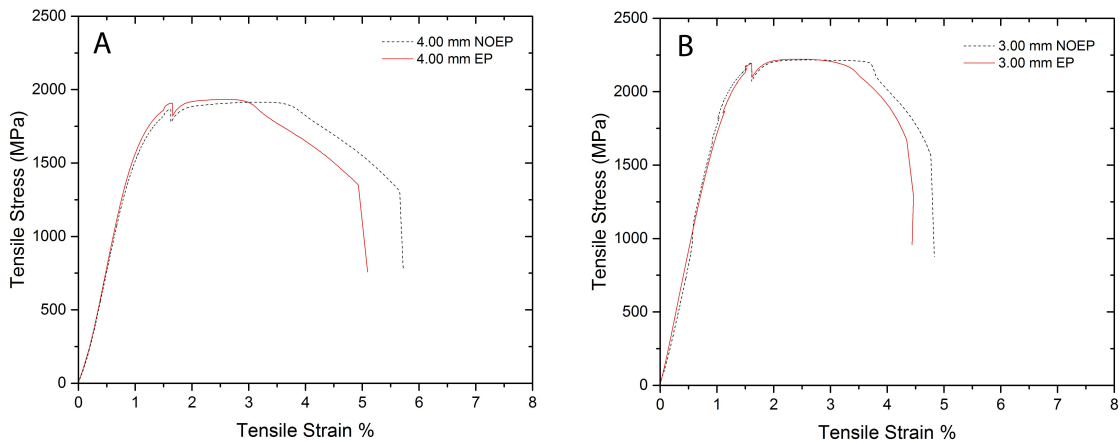 A
4.00 mm NOEP
4.00 mm EP
2500
2000
1500
1000
500
0
Tensile Stress (MPa)
0 1 2 3 4 5 6 7 8
Tensile Strain %
B
3.00 mm NOEP
3.00 mm EP
2500
2000
1500
1000
500
0
Tensile Stress (MPa)
0 1 2 3 4 5 6 7 8
Tensile Strain %